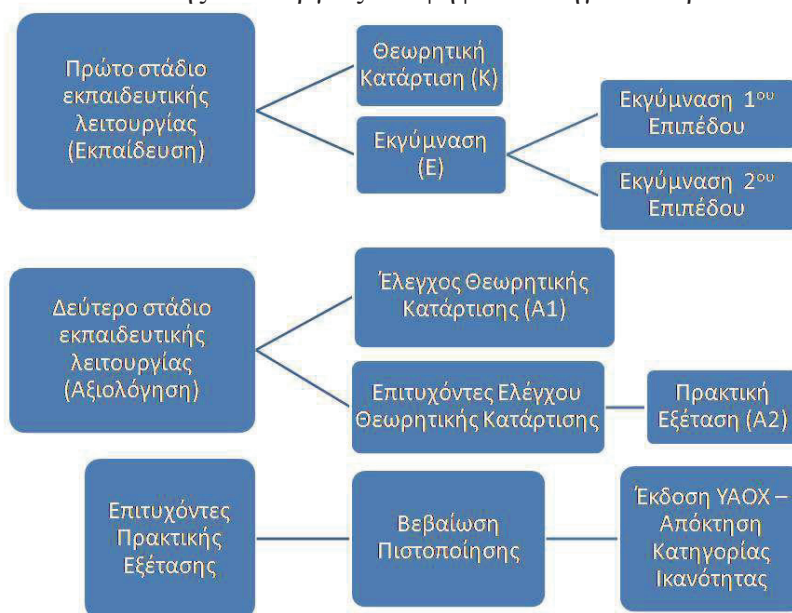 Πρώτο στάδιο
εκπαιδευτικής
λειτουργίας
(Εκπαίδευση)
Θεωρητική
Κατάρτιση (Κ)
Εκγύμναση
(Ε)
Εκγύμναση 1ου
Επιπέδου
Εκγύμναση 2ου
Επιπέδου
Δεύτερο στάδιο
εκπαιδευτικής
λειτουργίας
(Αξιολόγηση)
Έλεγχος Θεωρητικής
Κατάρτισης (Α1)
Επιτυχόντες Ελέγχου
Θεωρητικής Κατάρτισης
Πρακτική
Εξέταση (Α2)
Επιτυχόντες
Πρακτικής
Εξέτασης
Βεβαίωση
Πιστοποίησης
Έκδοση ΥΑΟΧ –
Απόκτηση
Κατηγορίας
Ικανότητας